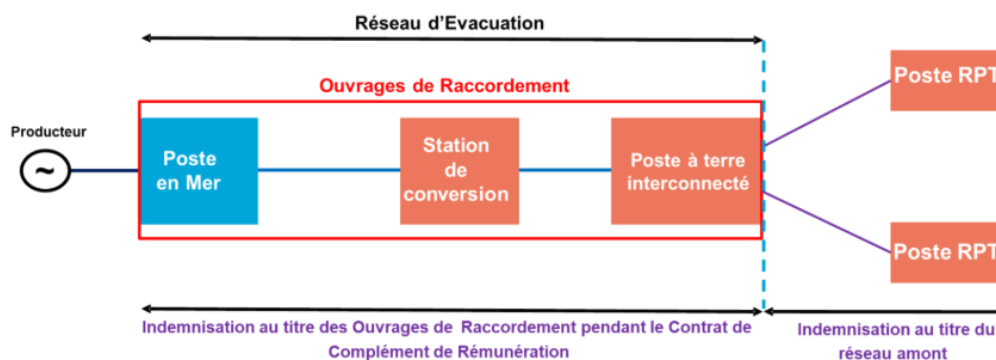 Réseau d'Evacuation
Ouvrages de Raccordement
Producteur
~
Poste
en Mer
Station
de
conversion
Poste à terre
interconnecté
Poste RPT
Poste RPT
Indemnisation au titre des Ouvrages de Raccordement pendant le Contrat de
Complément de Rémunération
Indemnisation au titre du
réseau amont